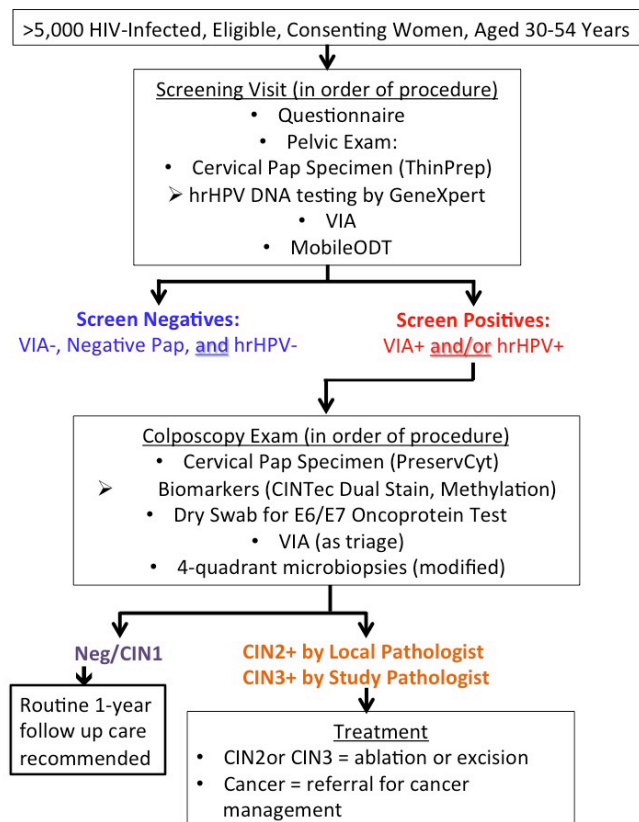 >5,000 HIV-Infected, Eligible, Consenting Women, Aged 30-54 Years
Screening Visit (in order of procedure)
• Questionnaire
• Pelvic Exam:
• Cervical Pap Specimen (ThinPrep)
➢ hrHPV DNA testing by GeneXpert
• VIA
• MobileODT
Screen Negatives:
VIA-, Negative Pap, and hrHPV-
Screen Positives:
VIA+ and/or hrHPV+
Colposcopy Exam (in order of procedure)
• Cervical Pap Specimen (PreservCyt)
➢ Biomarkers (CINTec Dual Stain, Methylation)
• Dry Swab for E6/E7 Oncoprotein Test
• VIA (as triage)
• 4-quadrant microbiopsies (modified)
Neg/CIN1
CIN2+ by Local Pathologist
CIN3+ by Study Pathologist
Routine 1-year
follow up care
recommended
Treatment
• CIN2or CIN3 = ablation or excision
• Cancer = referral for cancer
management